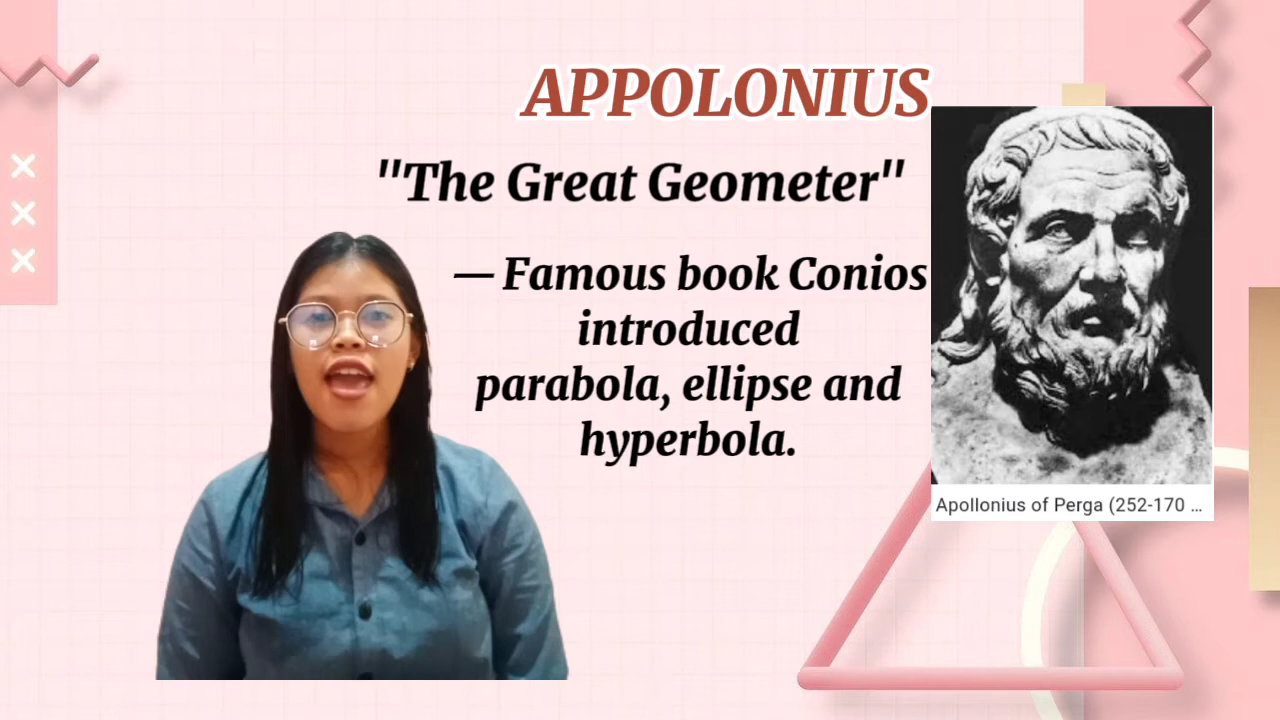 APPOLONIUS
"The Great Geometer"
— Famous book Conios
introduced
parabola, ellipse and
hyperbola.
Apollonius of Perga (252-170 ...